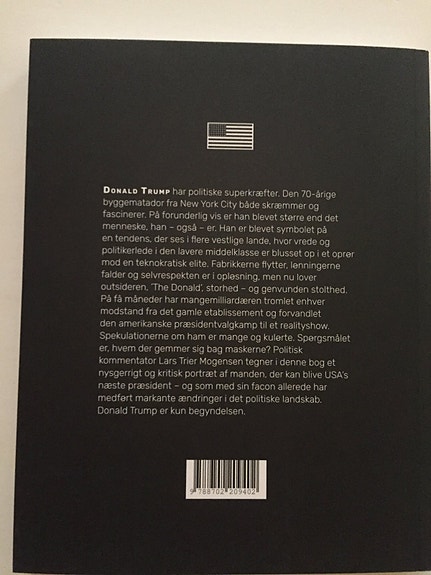 DONALD TRUMP har politiske superkræfter. Den 70-årige
byggematador fra New York City både skræmmer og
fascinerer. På forunderlig vis er han blevet større end det
menneske, han – også – er. Han er blevet symbolet på
en tendens, der ses i flere vestlige lande, hvor vrede og
politikerlede i den lavere middelklasse er blusset op i et oprør
mod en teknokratisk elite. Fabrikkerne flytter, lønningerne
falder og selvrespekten er i opløsning, men nu lover
outsideren, 'The Donald', storhed – og genvunden stolthed.
På få måneder har mangemilliardæren tromlet enhver
modstand fra det gamle etablissement og forvandlet
den amerikanske præsidentvalgkamp til et realityshow.
Spekulationerne om ham er mange og kulørte. Spørgsmålet
er, hvem der gemmer sig bag maskerne? Politisk
kommentator Lars Trier Mogensen tegner i denne bog et
nysgerrigt og kritisk portræt af manden, der kan blive USA's
næste præsident – og som med sin facon allerede har
medført markante ændringer i det politiske landskab.
Donald Trump er kun begyndelsen.
9 788702 209402